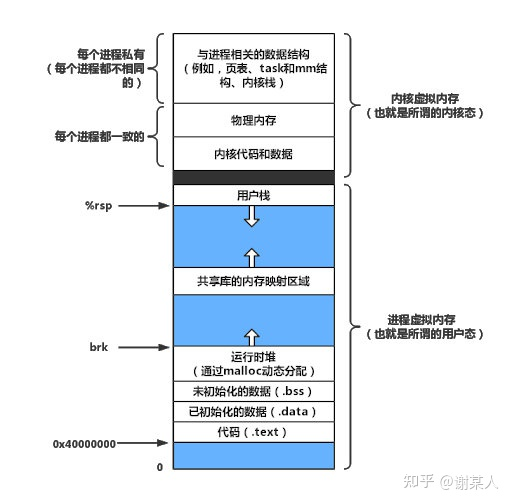 每个进程私有
（每个进程都不相同
的）
与进程相关的数据结构
（例如，页表、task和mm结
构、内核栈）
每个进程都一致的
物理内存
内核代码和数据
内核虚拟内存
（也就是所谓的内核态）
用户栈
%rsp
共享库的内存映射区域
进程虚拟内存
（也就是所谓的用户态）
brk
运行时堆
（通过malloc动态分配）
未初始化的数据（.bss）
已初始化的数据（.data）
代码（.text）
0x40000000
0
知乎 @谢某人